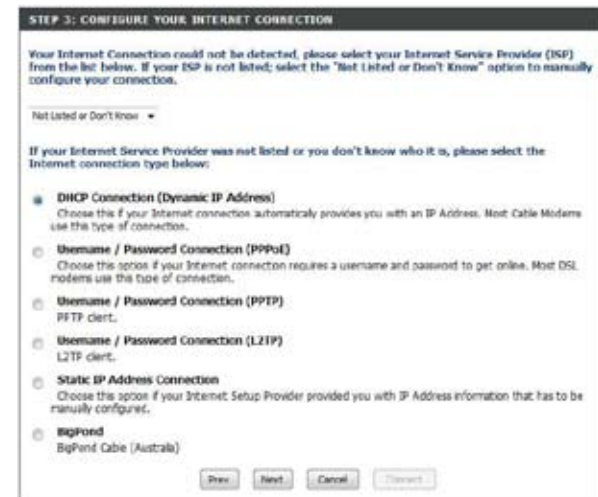 STEP 3: CONFIGURE YOUR INTERNET CONNECTION
Your Internet Connection could not be detected, please select your Internet Service Provider (ISP)
from the list below. If your ISP is not listed; select the "Not Listed or Don't Know" option to manually
configure your connection.
Not Listed or Don't Know
If your Internet Service Provider was not listed or you don't know who it is, please select the
Internet connection type below:
DHCP Connection (Dynamic IP Address)
Choose this if your Internet connection automatically provides you with an IP Address. Most Cable Modems
use this type of connection.
Username / Password Connection (PPPoE)
Choose this option if your Internet connection requires a username and password to get online. Most DSL
modems use this type of connection.
Username / Password Connection (PPTP)
PPTP client.
Username / Password Connection (L2TP)
L2TP client.
Static IP Address Connection
Choose this option if your Internet Setup Provider provided you with IP Address information that has to be
manually configured.
BigPond
BigPond Cable (Australia)
Prev Next Cancel Connect